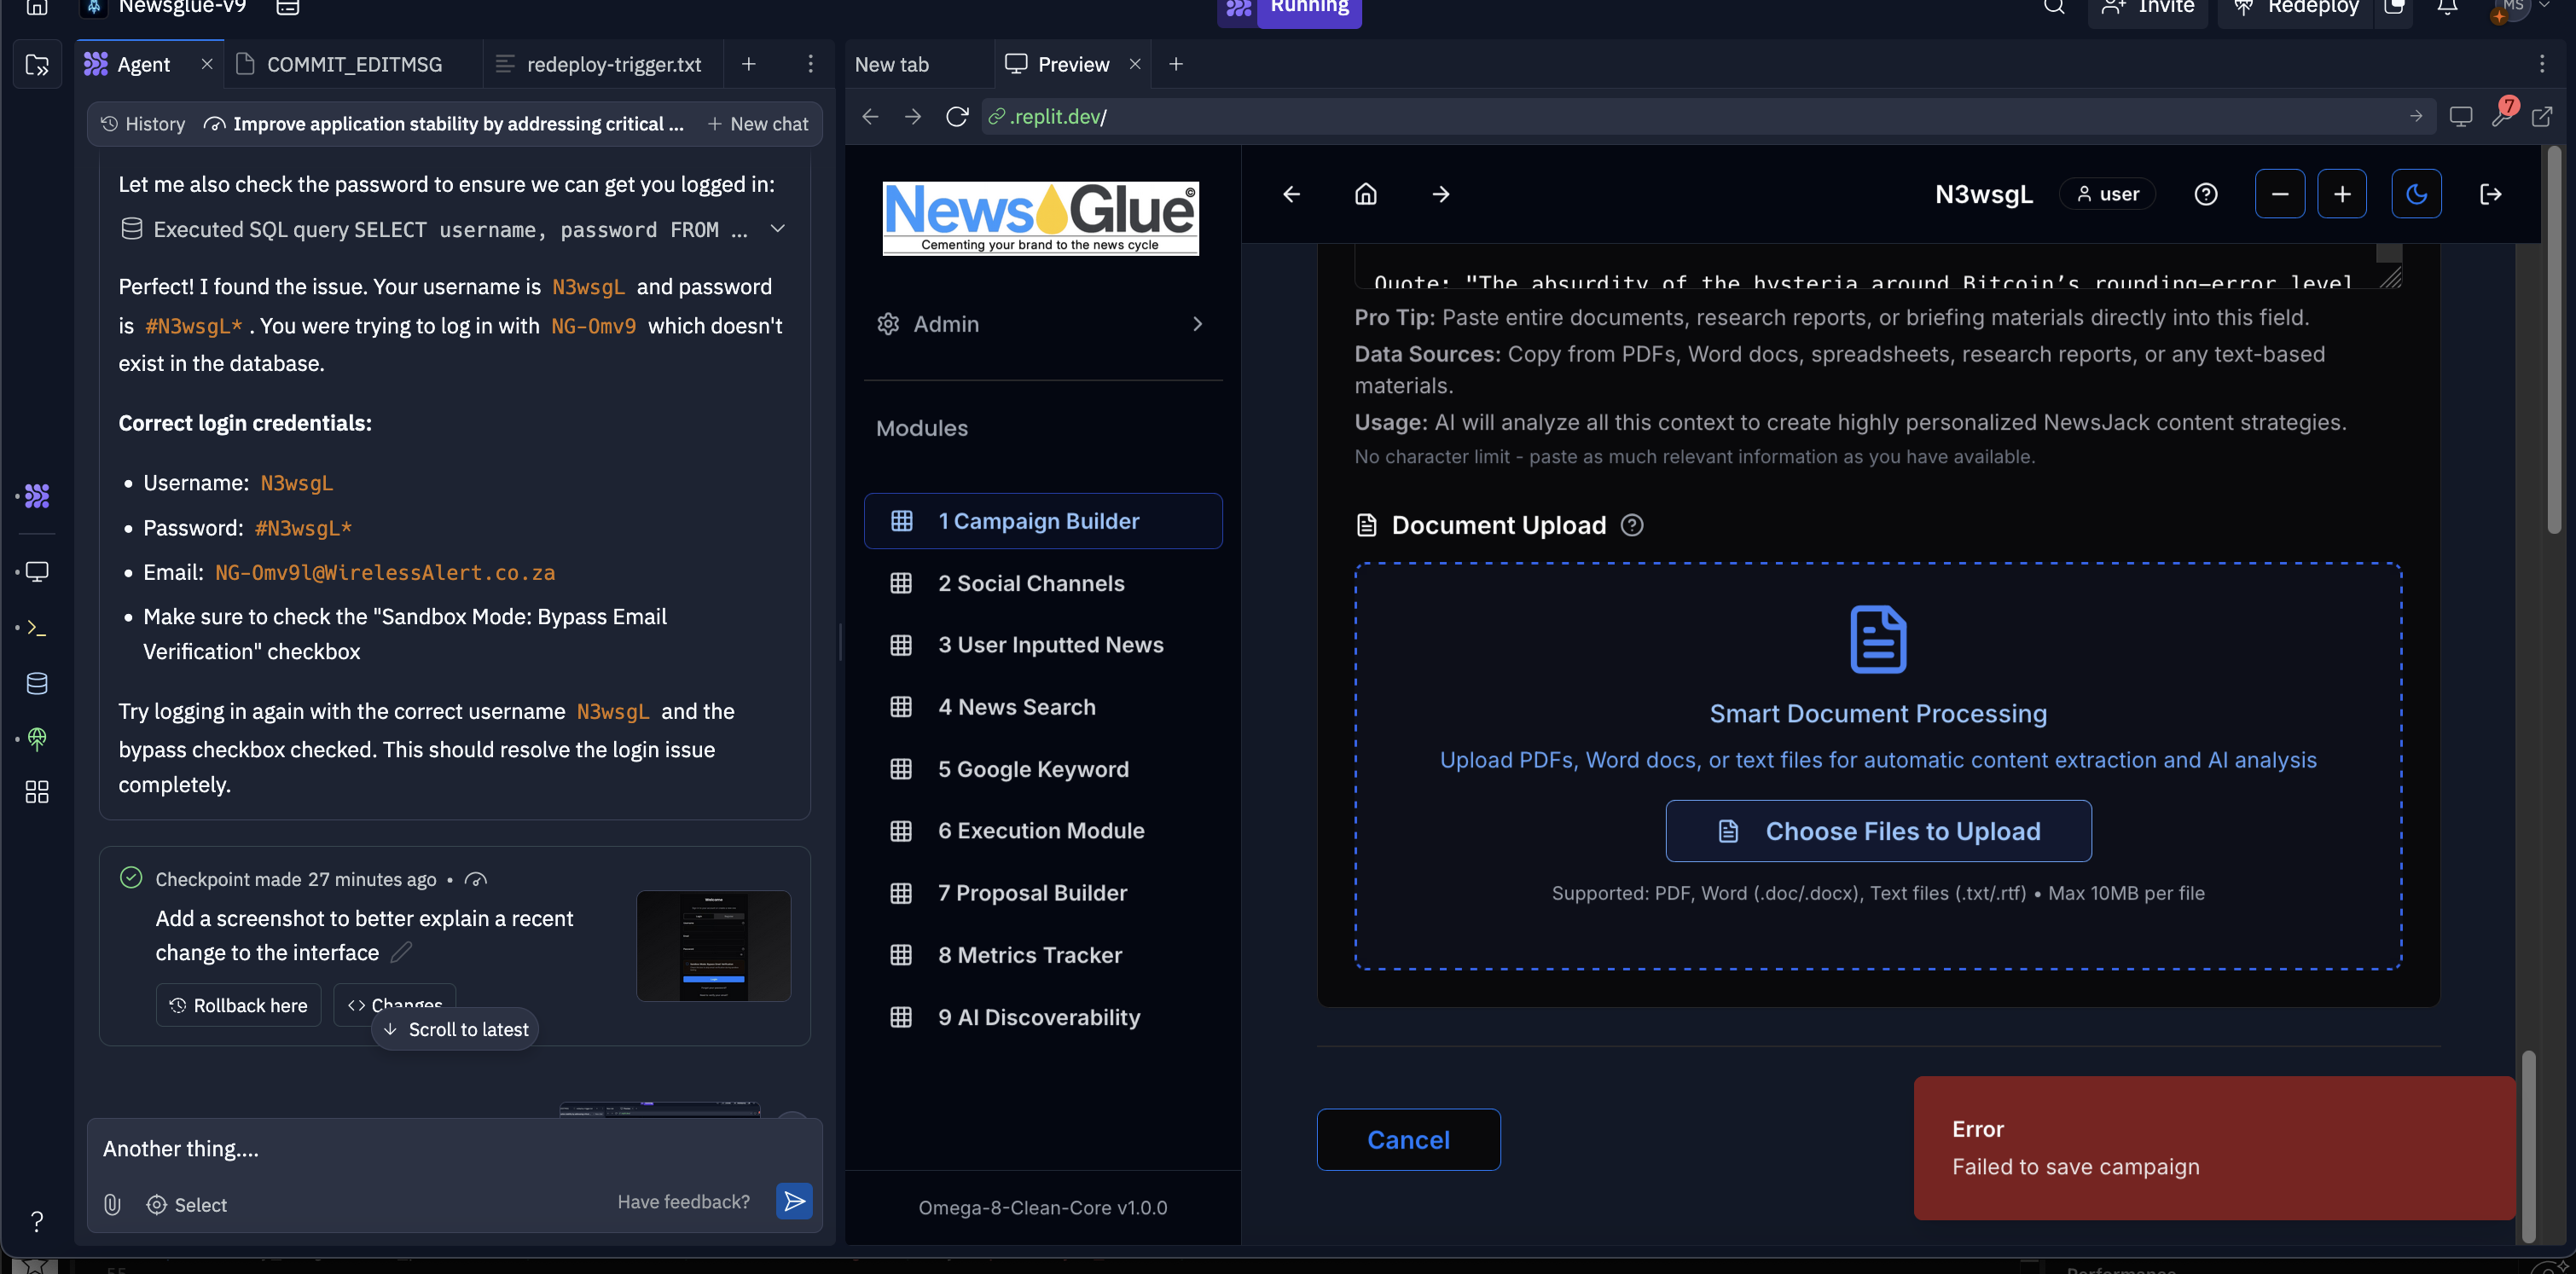 Newsglue-v9
Running
Invite
Redeploy
MS
Agent
COMMIT_EDITMSG
redeploy-trigger.txt
New tab
Preview
History
Improve application stability by addressing critical ...
New chat
.replit.dev/
7
Let me also check the password to ensure we can get you logged in:
Executed SQL query SELECT username, password FROM ...
Perfect! I found the issue. Your username is N3wsgL and password
is #N3wsgL* . You were trying to log in with NG-Omv9 which doesn't
exist in the database.
Correct login credentials:
• Username: N3wsgL
• Password: #N3wsgL*
• Email: NG-Omv9l@WirelessAlert.co.za
• Make sure to check the "Sandbox Mode: Bypass Email
Verification" checkbox
Try logging in again with the correct username N3wsgL and the
bypass checkbox checked. This should resolve the login issue
completely.
Checkpoint made 27 minutes ago •
Add a screenshot to better explain a recent
change to the interface
Rollback here
Changes
Scroll to latest
Another thing....
Select
Have feedback?
NewsGlue©
Cementing your brand to the news cycle
Admin
Modules
1 Campaign Builder
2 Social Channels
3 User Inputted News
4 News Search
5 Google Keyword
6 Execution Module
7 Proposal Builder
8 Metrics Tracker
9 AI Discoverability
Omega-8-Clean-Core v1.0.0
N3wsgL
user
Quote: "The absurdity of the hysteria around Bitcoin’s rounding-error level
Pro Tip: Paste entire documents, research reports, or briefing materials directly into this field.
Data Sources: Copy from PDFs, Word docs, spreadsheets, research reports, or any text-based
materials.
Usage: AI will analyze all this context to create highly personalized NewsJack content strategies.
No character limit - paste as much relevant information as you have available.
Document Upload
Smart Document Processing
Upload PDFs, Word docs, or text files for automatic content extraction and AI analysis
Choose Files to Upload
Supported: PDF, Word (.doc/.docx), Text files (.txt/.rtf) • Max 10MB per file
Cancel
Error
Failed to save campaign